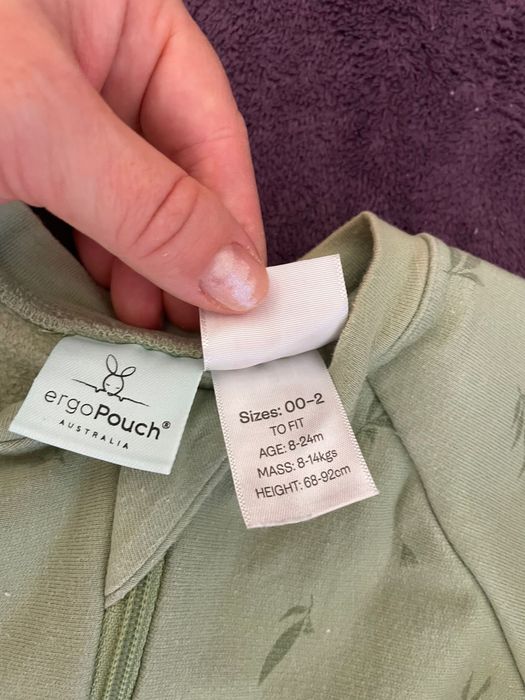 ergoPouch®
AUSTRALIA
Sizes: 00-2
TO FIT
AGE: 8-24m
MASS: 8-14kgs
HEIGHT: 68-92cm